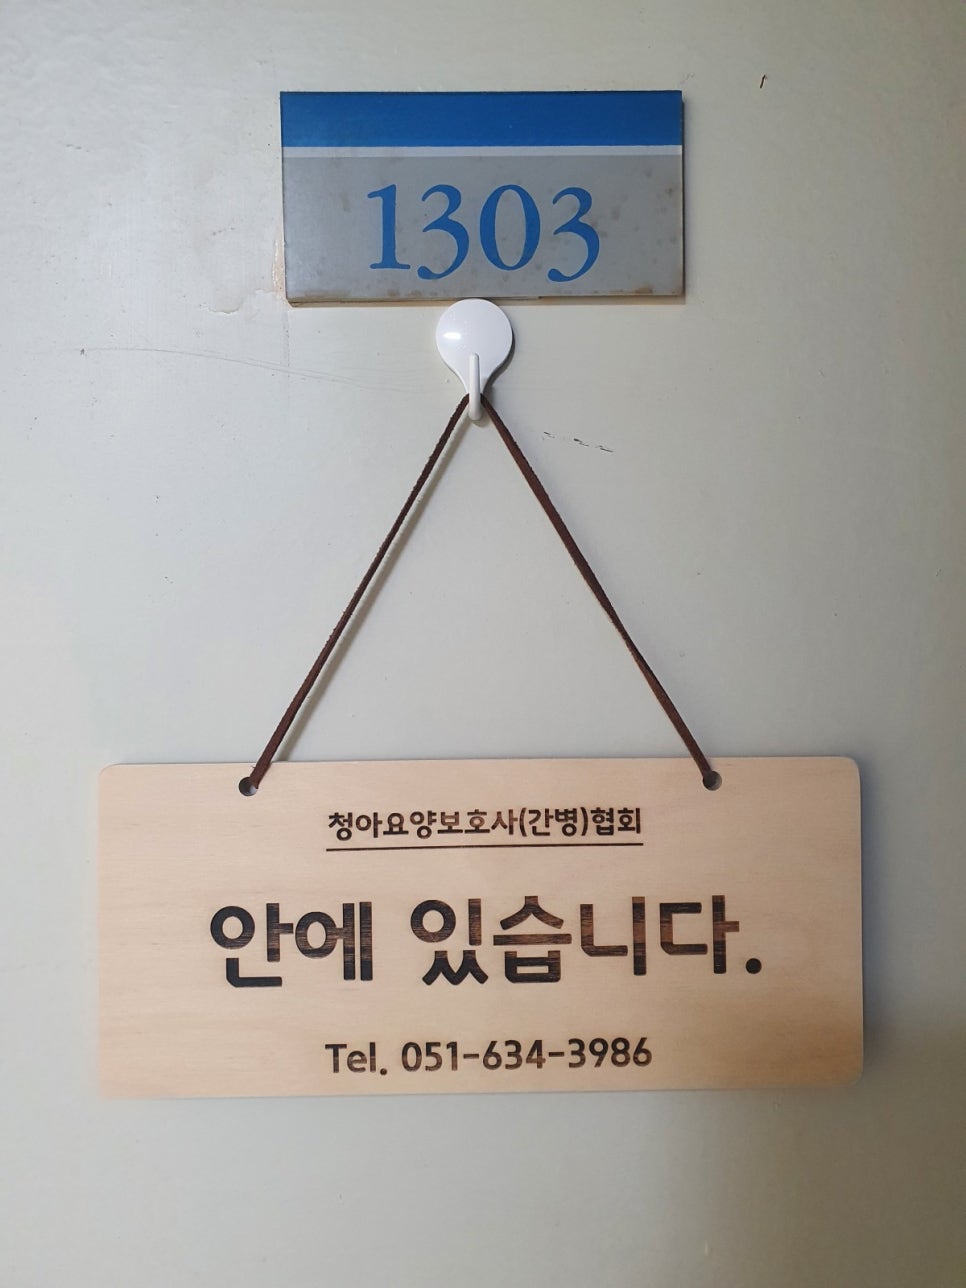 1303
청아요양보호사(간병)협회
안에 있습니다.
Tel. 051-634-3986